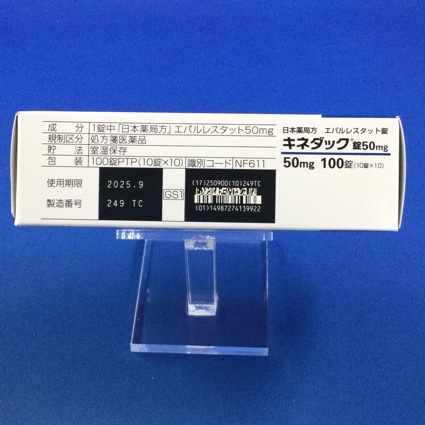 成分 1錠中「日本薬局方」エパルレスタット50mg
規制区分 処方箋医薬品
貯法 室温保存
包装 100錠PTP(10錠×10) 識別コード NF611
使用期限 2025.9
製造番号 249 TC
GS1
(17)250900(10)249TC
(01)14987274139922
日本薬局方 エパルレスタット錠
キネダック®錠50mg
50mg 100錠(10錠×10)